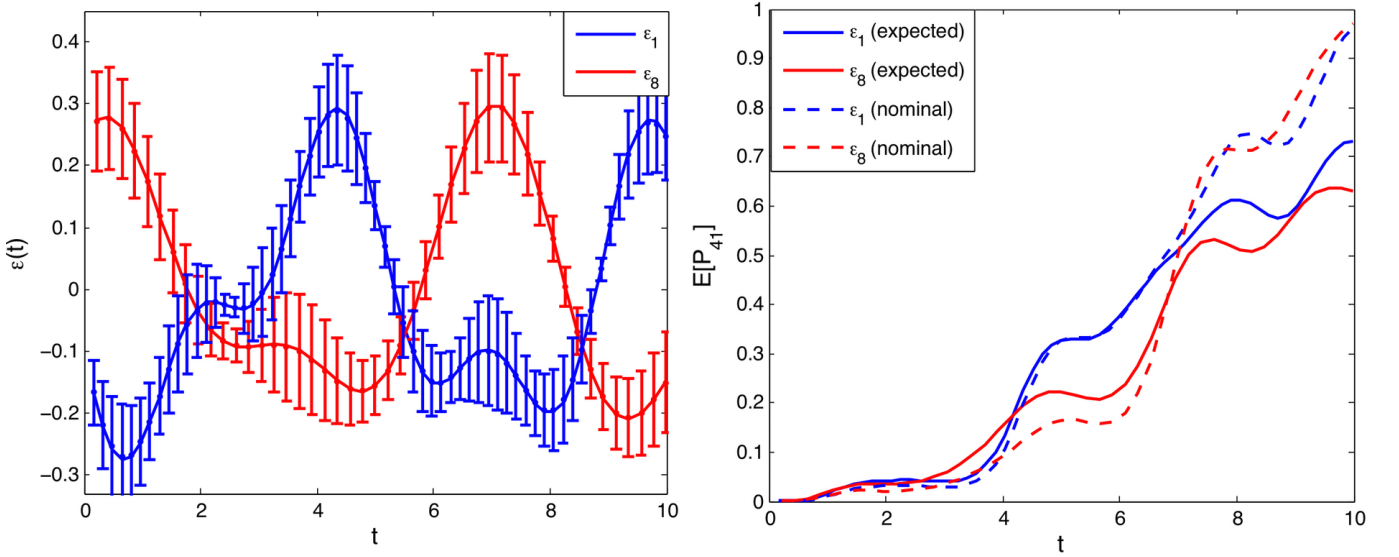 0.4
0.3
0.2
0.1
0
−0.1
−0.2
−0.3
ε(t)
0 2 4 6 8 10
t
ε1
ε8
1
0.9
0.8
0.7
0.6
0.5
0.4
0.3
0.2
0.1
0
E[P41]
0 2 4 6 8 10
t
ε1 (expected)
ε8 (expected)
ε1 (nominal)
ε8 (nominal)